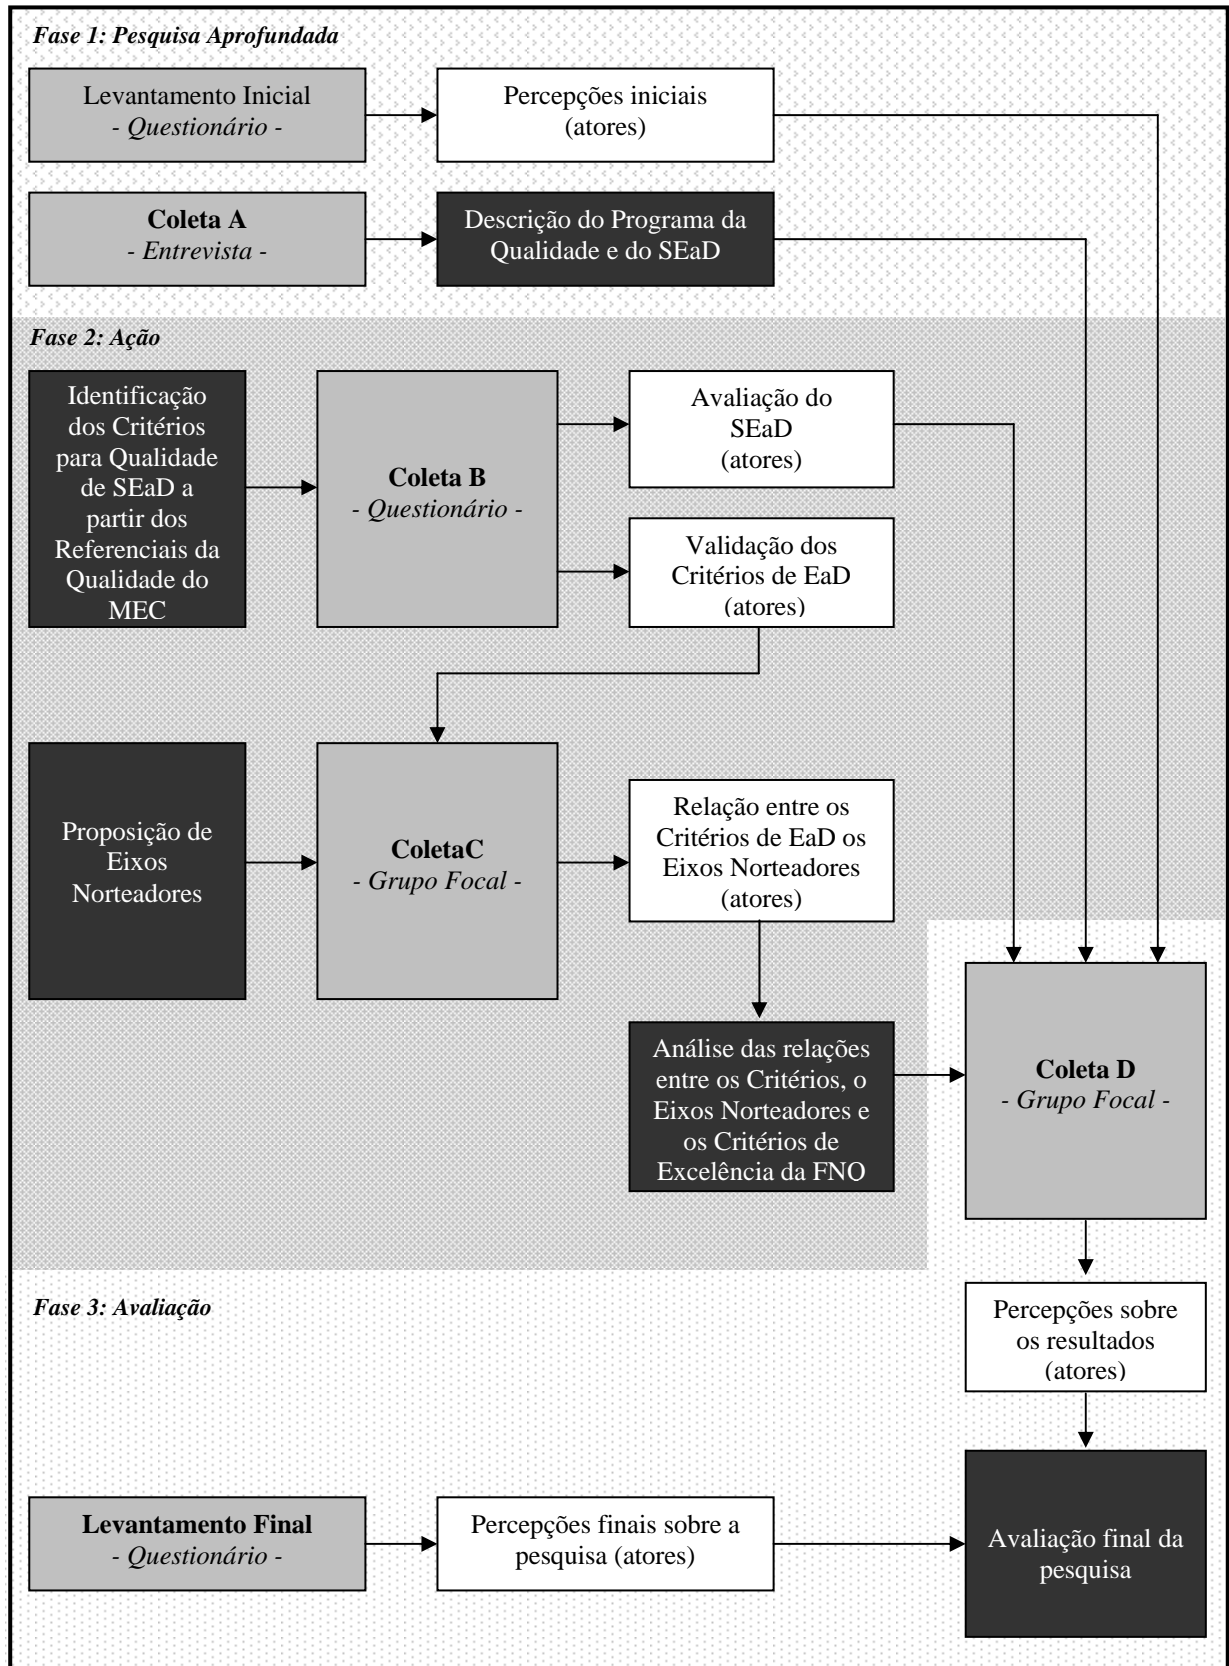 Fase 1: Pesquisa Aprofundada
Levantamento Inicial
- Questionário -
Percepções iniciais
(atores)
Coleta A
- Entrevista -
Descrição do Programa da
Qualidade e do SEaD
Fase 2: Ação
Identificação
dos Critérios
para Qualidade
de SEaD a
partir dos
Referenciais da
Qualidade do
MEC
Coleta B
- Questionário -
Avaliação do
SEaD
(atores)
Validação dos
Critérios de EaD
(atores)
Proposição de
Eixos
Norteadores
ColetaC
- Grupo Focal -
Relação entre os
Critérios de EaD os
Eixos Norteadores
(atores)
Análise das relações
entre os Critérios, o
Eixos Norteadores e
os Critérios de
Excelência da FNQ
Coleta D
- Grupo Focal -
Fase 3: Avaliação
Percepções sobre
os resultados
(atores)
Levantamento Final
- Questionário -
Percepções finais sobre a
pesquisa (atores)
Avaliação final da
pesquisa